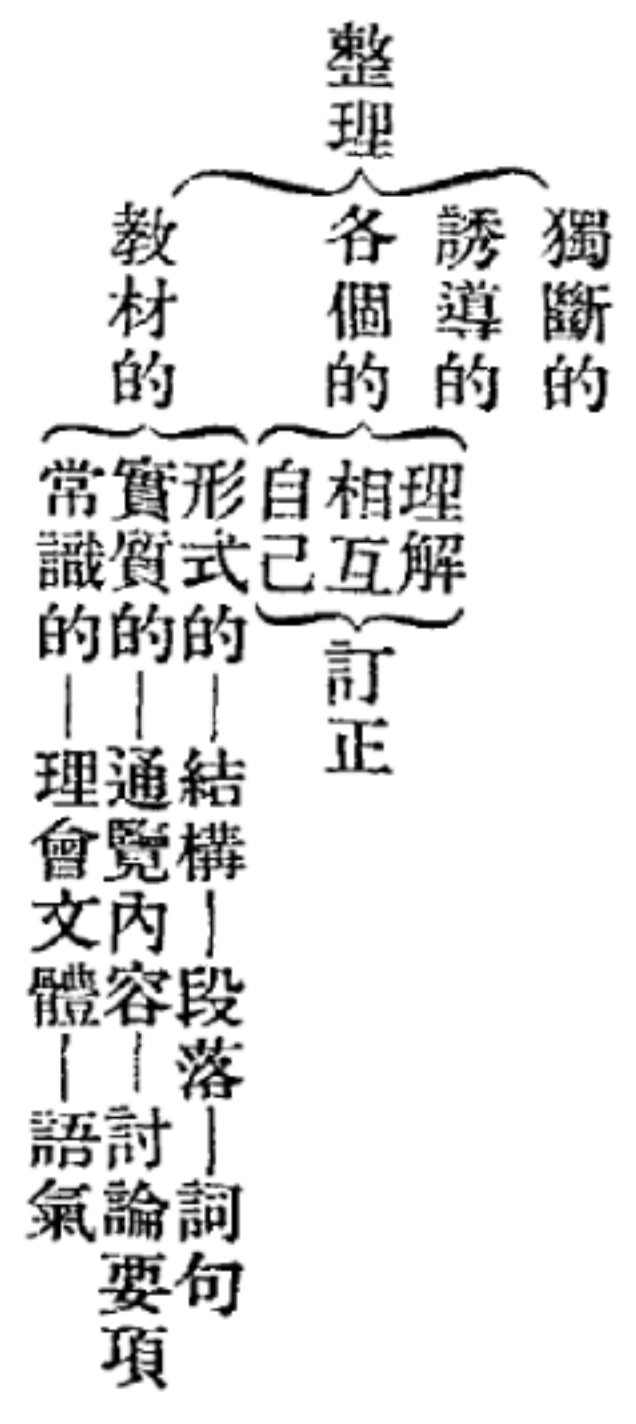 整理
獨斷的
誘導的
各個的
理解
相互
自己
訂正
教材的
形式的—結構—段落—詞句
實質的—通覽內容—討論要項
常識的—理會文體—語氣